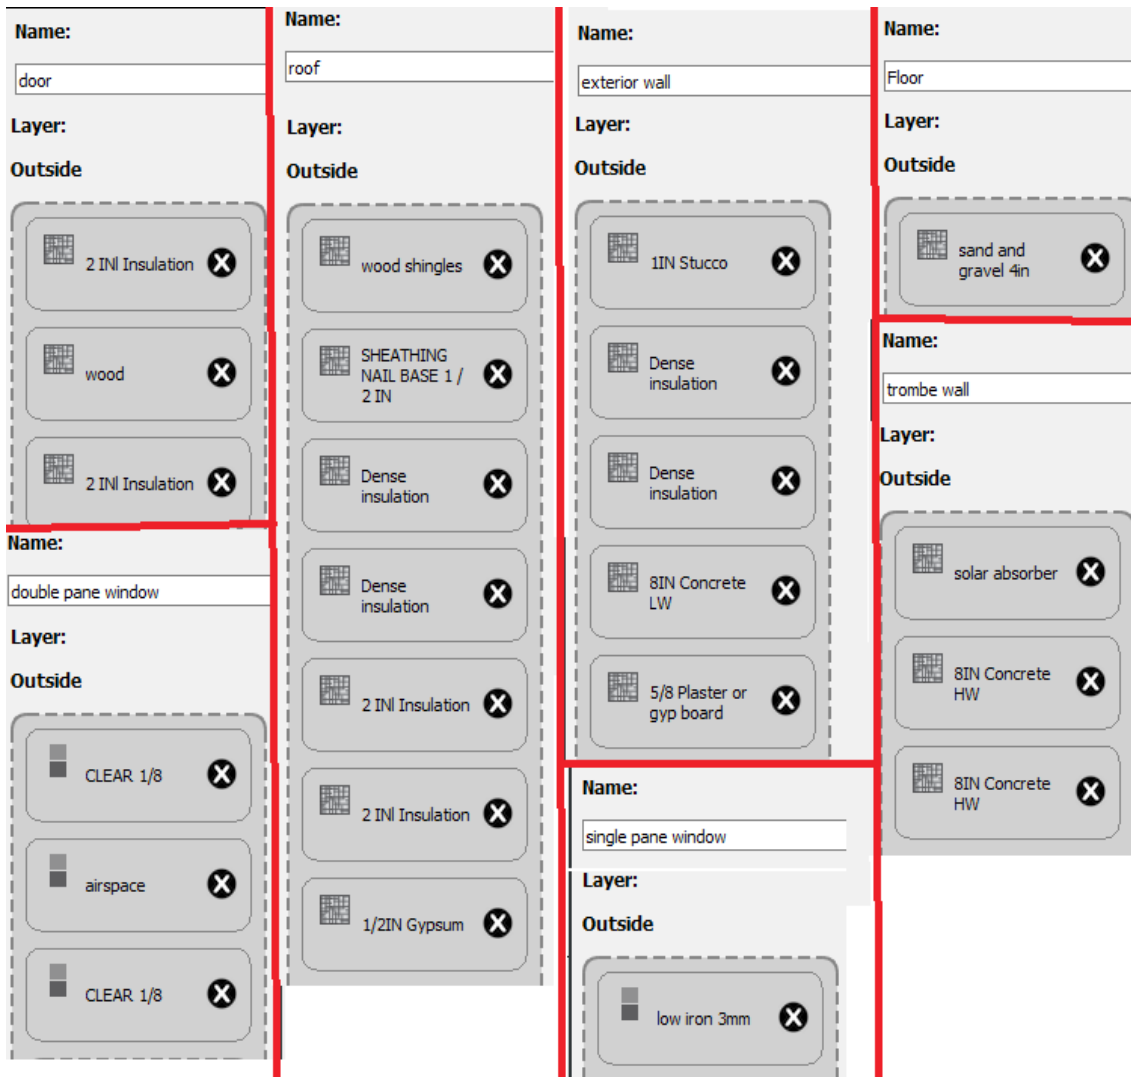 Name:
door
Layer:
Outside
2 INl Insulation
wood
2 INl Insulation
Name:
double pane window
Layer:
Outside
CLEAR 1/8
airspace
CLEAR 1/8
Name:
roof
Layer:
Outside
wood shingles
SHEATHING
NAIL BASE 1 /
2 IN
Dense
insulation
Dense
insulation
2 INl Insulation
2 INl Insulation
1/2IN Gypsum
Name:
exterior wall
Layer:
Outside
1IN Stucco
Dense
insulation
Dense
insulation
8IN Concrete
LW
5/8 Plaster or
gyp board
Name:
single pane window
Layer:
Outside
low iron 3mm
Name:
Floor
Layer:
Outside
sand and
gravel 4in
Name:
trombe wall
Layer:
Outside
solar absorber
8IN Concrete
HW
8IN Concrete
HW